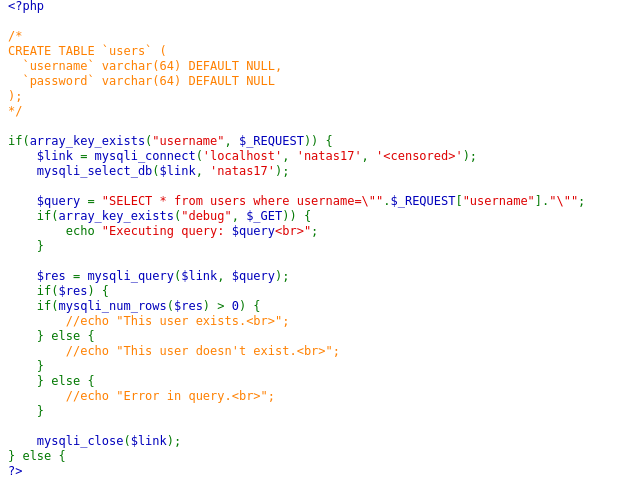 <?php
/*
CREATE TABLE `users` (
  `username` varchar(64) DEFAULT NULL,
  `password` varchar(64) DEFAULT NULL
);
*/
if(array_key_exists("username", $_REQUEST)) {
    $link = mysqli_connect('localhost', 'natas17', '<censored>');
    mysqli_select_db($link, 'natas17');
    $query = "SELECT * from users where username=\"".$_REQUEST["username"]."\"";
    if(array_key_exists("debug", $_GET)) {
        echo "Executing query: $query<br>";
    }
    $res = mysqli_query($link, $query);
    if($res) {
    if(mysqli_num_rows($res) > 0) {
        //echo "This user exists.<br>";
    } else {
        //echo "This user doesn't exist.<br>";
    }
    } else {
        //echo "Error in query.<br>";
    }
    mysqli_close($link);
} else {
?>